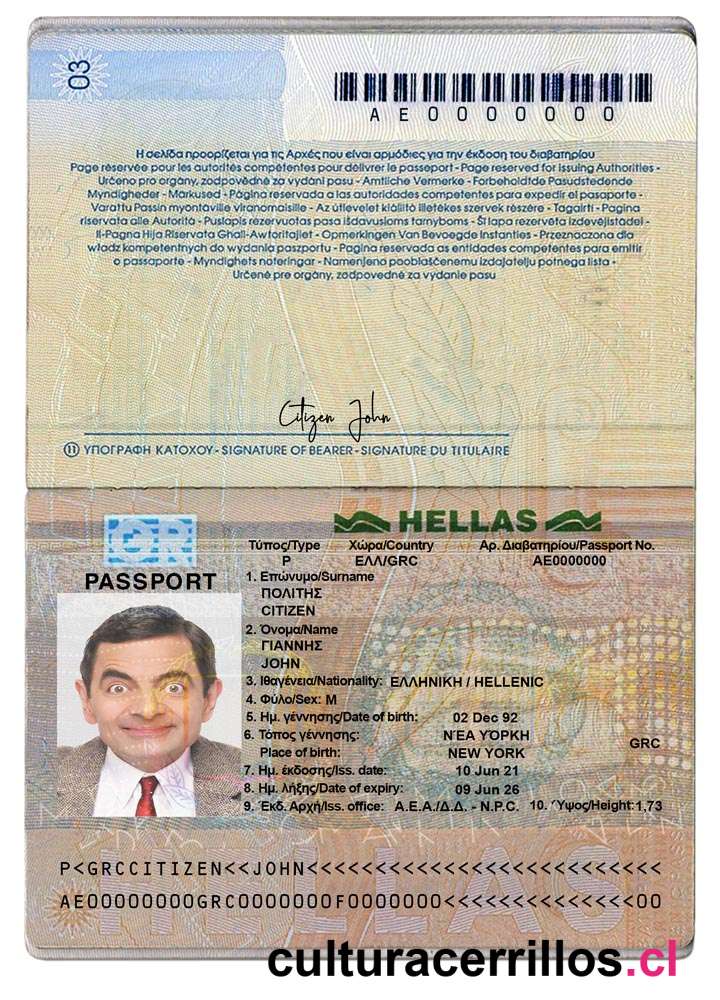 03
AE0000000
Η σελίδα προορίζεται για τις Αρχές που είναι αρμόδιες για την έκδοση του διαβατηρίου
Page réservée pour les autorités compétentes pour délivrer le passeport - Page reserved for issuing Authorities -
Určeno pro orgány, zodpovědné za vydání pasu - Amtliche Vermerke - Forbeholdte Pasudstedende
Myndigheder - Märkused - Página reservada a las autoridades competentes para expedir el pasaporte -
Varattu Passin myöntäville viranomaisille - Az útlevelet kiállító illetékes szervek részére - Tagairtí - Pagina
riservata alle Autorità - Puslapis rezervuotas pasą išdavusioms tarnyboms - Šī lapa rezervēta izdevējiestādei -
Il-Paġna Hija Riservata Għall-Awtoritajiet - Opmerkingen Van Bevoegde Instanties - Przeznaczona dla
władz kompetentnych do wydania paszportu - Pagina reservada as entidades competentes para emitir
o passaporte - Myndighets noteringar - Namenjeno pooblaščenemu izdajatelju potnega lista -
Určené pre orgány, zodpovedné za vydanie pasu
Citizen John
11 ΥΠΟΓΡΑΦΗ ΚΑΤΟΧΟΥ - SIGNATURE OF BEARER - SIGNATURE DU TITULAIRE
HELLAS
GR
PASSPORT
Τύπος/Type Χώρα/Country Αρ. Διαβατηρίου/Passport No.
P ΕΛΛ/GRC AE0000000
1. Επώνυμο/Surname
ΠΟΛΙΤΗΣ
CITIZEN
2. Όνομα/Name
ΓΙΑΝΝΗΣ
JOHN
3. Ιθαγένεια/Nationality: ΕΛΛΗΝΙΚΗ / HELLENIC
4. Φύλο/Sex: M
5. Ημ. γέννησης/Date of birth: 02 Dec 92
6. Τόπος γέννησης: ΝΈΑ ΥΌΡΚΗ
Place of birth: NEW YORK
GRC
7. Ημ. έκδοσης/Iss. date: 10 Jun 21
8. Ημ. λήξης/Date of expiry: 09 Jun 26
9. Έκδ. Αρχή/Iss. office: Α.Ε.Α./Δ.Δ. - N.P.C. 10. Ύψος/Height: 1,73
P<GRCCITIZEN<<JOHN<<<<<<<<<<<<<<<<<<<<<<<<<<
AE00000000GRC0000000F0000000<<<<<<<<<<<<<<00
HELLAS
culturacerrillos.cl